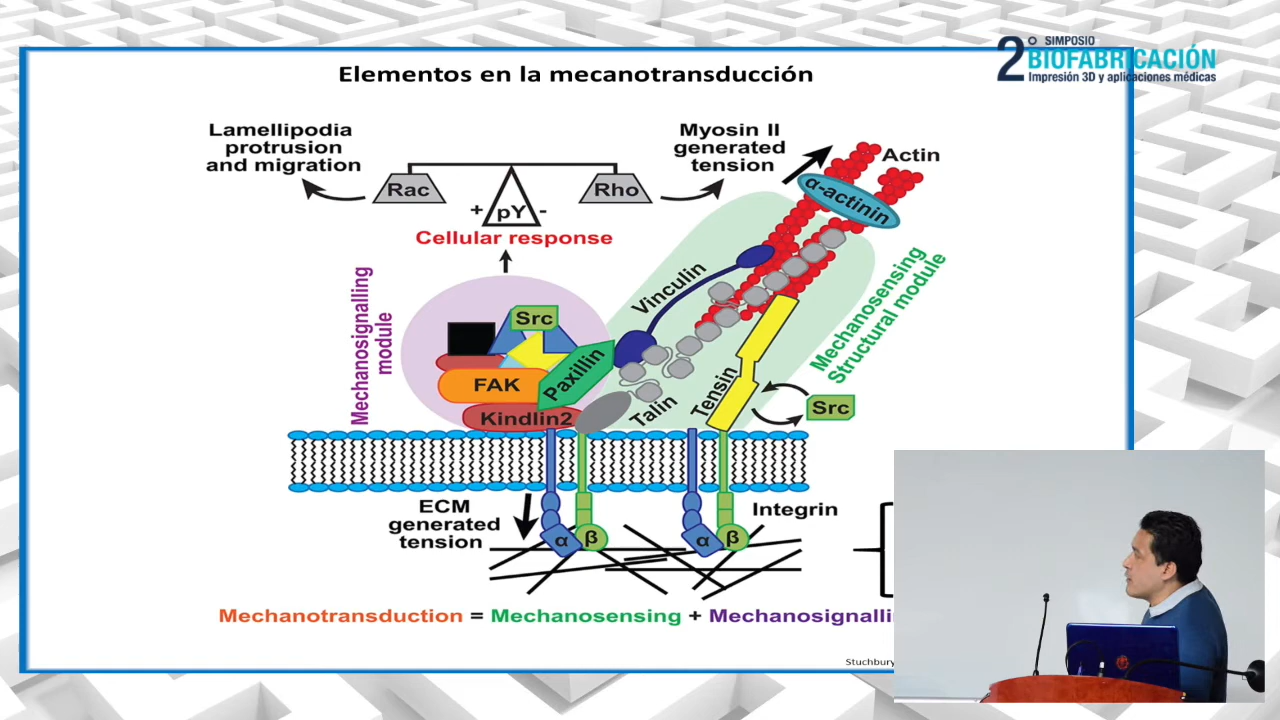 2° SIMPOSIO
BIOFABRICACIÓN
Impresión 3D y aplicaciones médicas
Elementos en la mecanotransducción
Lamellipodia
protrusion
and migration
Rac
+ pY -
Rho
Cellular response
Myosin II
generated
tension
Actin
α-actinin
Mechanosignalling
module
Src
FAK
Paxillin
Kindlin2
Vinculin
Talin
Tensin
Src
Mechanosensing
Structural module
ECM
generated
tension
α
β
α
β
Integrin
Mechanotransduction = Mechanosensing +
Stuchbury